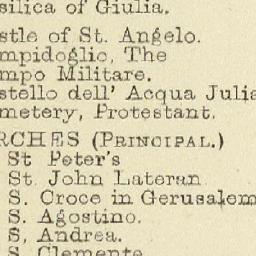 silica of Giulia.
stle of St. Angelo.
mpidoglio, The
mpo Militare.
stello dell' Acqua Julia
metery, Protestant.
RCHES (PRINCIPAL.)
St Peter's
St. John Lateran
S. Croce in Gerusalem
S. Agostino.
S, Andrea.
S. Clemente